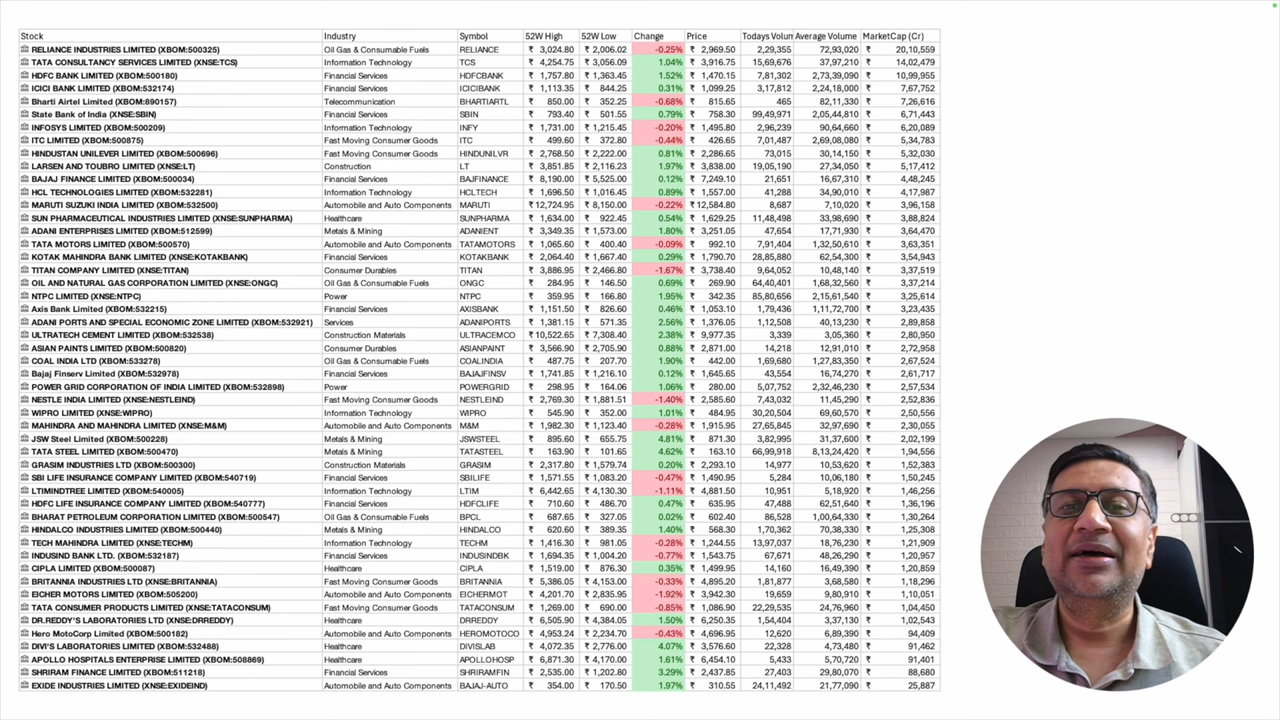 Stock Industry Symbol 52W High 52W Low Change Price Todays Volum Average Volume MarketCap (Cr)
RELIANCE INDUSTRIES LIMITED (XBOM:500325) Oil Gas & Consumable Fuels RELIANCE ₹ 3,024.80 ₹ 2,006.02 -0.25% ₹ 2,969.50 2,29,355 72,93,020 ₹ 20,10,559
TATA CONSULTANCY SERVICES LIMITED (XNSE:TCS) Information Technology TCS ₹ 4,254.75 ₹ 3,056.09 1.04% ₹ 3,916.75 15,69,676 37,97,210 ₹ 14,02,479
HDFC BANK LIMITED (XBOM:500180) Financial Services HDFCBANK ₹ 1,757.80 ₹ 1,363.45 1.52% ₹ 1,470.15 7,81,302 2,73,39,090 ₹ 10,99,955
ICICI BANK LIMITED (XBOM:532174) Financial Services ICICIBANK ₹ 1,113.35 ₹ 844.25 0.31% ₹ 1,099.25 3,17,812 2,24,18,000 ₹ 7,67,752
Bharti Airtel Limited (XBOM:890157) Telecommunication BHARTIARTL ₹ 850.00 ₹ 352.25 -0.68% ₹ 815.65 465 82,11,330 ₹ 7,26,616
State Bank of India (XNSE:SBIN) Financial Services SBIN ₹ 793.40 ₹ 501.55 0.79% ₹ 758.30 99,49,971 2,05,44,810 ₹ 6,71,443
INFOSYS LIMITED (XBOM:500209) Information Technology INFY ₹ 1,731.00 ₹ 1,215.45 -0.20% ₹ 1,495.80 2,96,239 90,64,660 ₹ 6,20,089
ITC LIMITED (XBOM:500875) Fast Moving Consumer Goods ITC ₹ 499.60 ₹ 372.80 -0.44% ₹ 426.65 7,01,487 2,69,08,080 ₹ 5,34,783
HINDUSTAN UNILEVER LIMITED (XBOM:500696) Fast Moving Consumer Goods HINDUNILVR ₹ 2,768.50 ₹ 2,222.00 0.81% ₹ 2,286.65 73,015 30,14,150 ₹ 5,32,030
LARSEN AND TOUBRO LIMITED (XNSE:LT) Construction LT ₹ 3,851.85 ₹ 2,116.23 1.97% ₹ 3,838.00 19,05,190 27,34,050 ₹ 5,17,412
BAJAJ FINANCE LIMITED (XBOM:500034) Financial Services BAJFINANCE ₹ 8,190.00 ₹ 5,525.00 0.12% ₹ 7,249.10 21,651 16,67,310 ₹ 4,48,245
HCL TECHNOLOGIES LIMITED (XBOM:532281) Information Technology HCLTECH ₹ 1,696.50 ₹ 1,016.45 0.89% ₹ 1,557.00 41,288 34,90,010 ₹ 4,17,987
MARUTI SUZUKI INDIA LIMITED (XBOM:532500) Automobile and Auto Components MARUTI ₹ 12,724.95 ₹ 8,150.00 -0.22% ₹ 12,584.80 8,687 7,10,020 ₹ 3,96,158
SUN PHARMACEUTICAL INDUSTRIES LIMITED (XNSE:SUNPHARMA) Healthcare SUNPHARMA ₹ 1,634.00 ₹ 922.45 0.54% ₹ 1,629.25 11,48,498 33,98,690 ₹ 3,88,824
ADANI ENTERPRISES LIMITED (XBOM:512599) Metals & Mining ADANIENT ₹ 3,349.35 ₹ 1,573.00 1.80% ₹ 3,251.05 47,654 17,71,930 ₹ 3,64,470
TATA MOTORS LIMITED (XBOM:500570) Automobile and Auto Components TATAMOTORS ₹ 1,065.60 ₹ 400.40 -0.09% ₹ 992.10 7,91,404 1,32,50,610 ₹ 3,63,351
KOTAK MAHINDRA BANK LIMITED (XNSE:KOTAKBANK) Financial Services KOTAKBANK ₹ 2,064.40 ₹ 1,667.40 0.29% ₹ 1,790.70 28,85,880 62,54,300 ₹ 3,54,943
TITAN COMPANY LIMITED (XNSE:TITAN) Consumer Durables TITAN ₹ 3,886.95 ₹ 2,466.80 -1.67% ₹ 3,738.40 9,64,052 10,48,140 ₹ 3,37,519
OIL AND NATURAL GAS CORPORATION LIMITED (XNSE:ONGC) Oil Gas & Consumable Fuels ONGC ₹ 284.95 ₹ 146.50 0.69% ₹ 269.90 64,40,401 1,68,32,560 ₹ 3,37,214
NTPC LIMITED (XNSE:NTPC) Power NTPC ₹ 359.95 ₹ 166.80 1.95% ₹ 342.35 85,80,656 2,15,61,540 ₹ 3,25,614
Axis Bank Limited (XBOM:532215) Financial Services AXISBANK ₹ 1,151.50 ₹ 826.60 0.46% ₹ 1,053.10 1,79,436 1,11,72,700 ₹ 3,23,435
ADANI PORTS AND SPECIAL ECONOMIC ZONE LIMITED (XBOM:532921) Services ADANIPORTS ₹ 1,381.15 ₹ 571.35 2.56% ₹ 1,376.05 1,12,508 40,13,230 ₹ 2,89,858
ULTRATECH CEMENT LIMITED (XBOM:532538) Construction Materials ULTRACEMCO ₹ 10,522.65 ₹ 7,308.40 2.38% ₹ 9,977.35 3,339 3,05,360 ₹ 2,80,950
ASIAN PAINTS LIMITED (XBOM:500820) Consumer Durables ASIANPAINT ₹ 3,566.90 ₹ 2,705.90 0.88% ₹ 2,871.00 14,218 12,91,010 ₹ 2,72,958
COAL INDIA LTD (XBOM:533278) Oil Gas & Consumable Fuels COALINDIA ₹ 487.75 ₹ 207.70 1.90% ₹ 442.00 1,69,680 1,27,83,350 ₹ 2,67,524
Bajaj Finserv Limited (XBOM:532978) Financial Services BAJAJFINSV ₹ 1,741.85 ₹ 1,216.10 0.12% ₹ 1,645.65 43,554 16,74,270 ₹ 2,61,717
POWER GRID CORPORATION OF INDIA LIMITED (XBOM:532898) Power POWERGRID ₹ 298.95 ₹ 164.06 1.06% ₹ 280.00 5,07,752 2,32,46,230 ₹ 2,57,534
NESTLE INDIA LIMITED (XNSE:NESTLEIND) Fast Moving Consumer Goods NESTLEIND ₹ 2,769.30 ₹ 1,881.51 -1.40% ₹ 2,585.60 7,43,032 11,45,290 ₹ 2,52,836
WIPRO LIMITED (XNSE:WIPRO) Information Technology WIPRO ₹ 545.90 ₹ 352.00 1.01% ₹ 484.95 30,20,504 69,60,570 ₹ 2,50,556
MAHINDRA AND MAHINDRA LIMITED (XNSE:M&M) Automobile and Auto Components M&M ₹ 1,982.30 ₹ 1,123.40 -0.28% ₹ 1,915.95 27,65,845 32,97,690 ₹ 2,30,055
JSW Steel Limited (XBOM:500228) Metals & Mining JSWSTEEL ₹ 895.60 ₹ 655.75 4.81% ₹ 871.30 3,82,995 31,37,600 ₹ 2,02,199
TATA STEEL LIMITED (XBOM:500470) Metals & Mining TATASTEEL ₹ 163.90 ₹ 101.65 4.62% ₹ 163.10 66,99,918 8,13,24,420 ₹ 1,94,556
GRASIM INDUSTRIES LTD (XBOM:500300) Construction Materials GRASIM ₹ 2,317.80 ₹ 1,579.74 0.20% ₹ 2,293.10 14,977 10,53,620 ₹ 1,52,383
SBI LIFE INSURANCE COMPANY LIMITED (XBOM:540719) Financial Services SBILIFE ₹ 1,571.55 ₹ 1,083.20 -0.47% ₹ 1,490.95 5,284 10,06,180 ₹ 1,50,245
LTIMINDTREE LIMITED (XBOM:540005) Information Technology LTIM ₹ 6,442.65 ₹ 4,130.30 -1.11% ₹ 4,881.50 10,951 5,18,920 ₹ 1,46,256
HDFC LIFE INSURANCE COMPANY LIMITED (XBOM:540777) Financial Services HDFCLIFE ₹ 710.60 ₹ 486.70 0.47% ₹ 635.95 47,488 62,51,640 ₹ 1,36,196
BHARAT PETROLEUM CORPORATION LIMITED (XBOM:500547) Oil Gas & Consumable Fuels BPCL ₹ 687.65 ₹ 327.05 0.02% ₹ 602.40 86,528 1,00,64,330 ₹ 1,30,264
HINDALCO INDUSTRIES LIMITED (XBOM:500440) Metals & Mining HINDALCO ₹ 620.60 ₹ 389.35 1.40% ₹ 568.30 1,70,362 70,38,330 ₹ 1,25,308
TECH MAHINDRA LIMITED (XNSE:TECHM) Information Technology TECHM ₹ 1,416.30 ₹ 981.05 -0.28% ₹ 1,244.55 13,97,037 18,76,230 ₹ 1,21,909
INDUSIND BANK LTD. (XBOM:532187) Financial Services INDUSINDBK ₹ 1,694.35 ₹ 1,004.20 -0.77% ₹ 1,543.75 67,671 48,26,290 ₹ 1,20,957
CIPLA LIMITED (XBOM:500087) Healthcare CIPLA ₹ 1,519.00 ₹ 876.30 0.35% ₹ 1,499.95 14,160 16,49,390 ₹ 1,20,859
BRITANNIA INDUSTRIES LTD (XNSE:BRITANNIA) Fast Moving Consumer Goods BRITANNIA ₹ 5,386.05 ₹ 4,153.00 -0.33% ₹ 4,895.20 1,81,877 3,68,580 ₹ 1,18,296
EICHER MOTORS LIMITED (XBOM:505200) Automobile and Auto Components EICHERMOT ₹ 4,201.70 ₹ 2,835.95 -1.92% ₹ 3,942.30 19,659 9,80,910 ₹ 1,10,051
TATA CONSUMER PRODUCTS LIMITED (XNSE:TATACONSUM) Fast Moving Consumer Goods TATACONSUM ₹ 1,269.00 ₹ 690.00 -0.85% ₹ 1,086.90 22,29,535 24,76,960 ₹ 1,04,450
DR.REDDY'S LABORATORIES LTD (XNSE:DRREDDY) Healthcare DRREDDY ₹ 6,505.90 ₹ 4,384.05 1.50% ₹ 6,250.35 1,54,404 3,37,130 ₹ 1,02,543
Hero MotoCorp Limited (XBOM:500182) Automobile and Auto Components HEROMOTOCO ₹ 4,953.24 ₹ 2,234.70 -0.43% ₹ 4,696.95 12,620 6,89,390 ₹ 94,409
DIVI'S LABORATORIES LIMITED (XBOM:532488) Healthcare DIVISLAB ₹ 4,072.35 ₹ 2,776.00 4.07% ₹ 3,576.60 22,328 4,73,480 ₹ 91,462
APOLLO HOSPITALS ENTERPRISE LIMITED (XBOM:508869) Healthcare APOLLOHOSP ₹ 6,871.30 ₹ 4,170.00 1.61% ₹ 6,454.10 5,433 5,70,720 ₹ 91,401
SHRIRAM FINANCE LIMITED (XBOM:511218) Financial Services SHRIRAMFIN ₹ 2,535.00 ₹ 1,202.80 3.29% ₹ 2,437.85 27,403 29,80,070 ₹ 88,680
EXIDE INDUSTRIES LIMITED (XNSE:EXIDEIND) Automobile and Auto Components BAJAJ-AUTO ₹ 354.00 ₹ 170.50 1.97% ₹ 310.55 24,11,492 21,77,090 ₹ 25,887